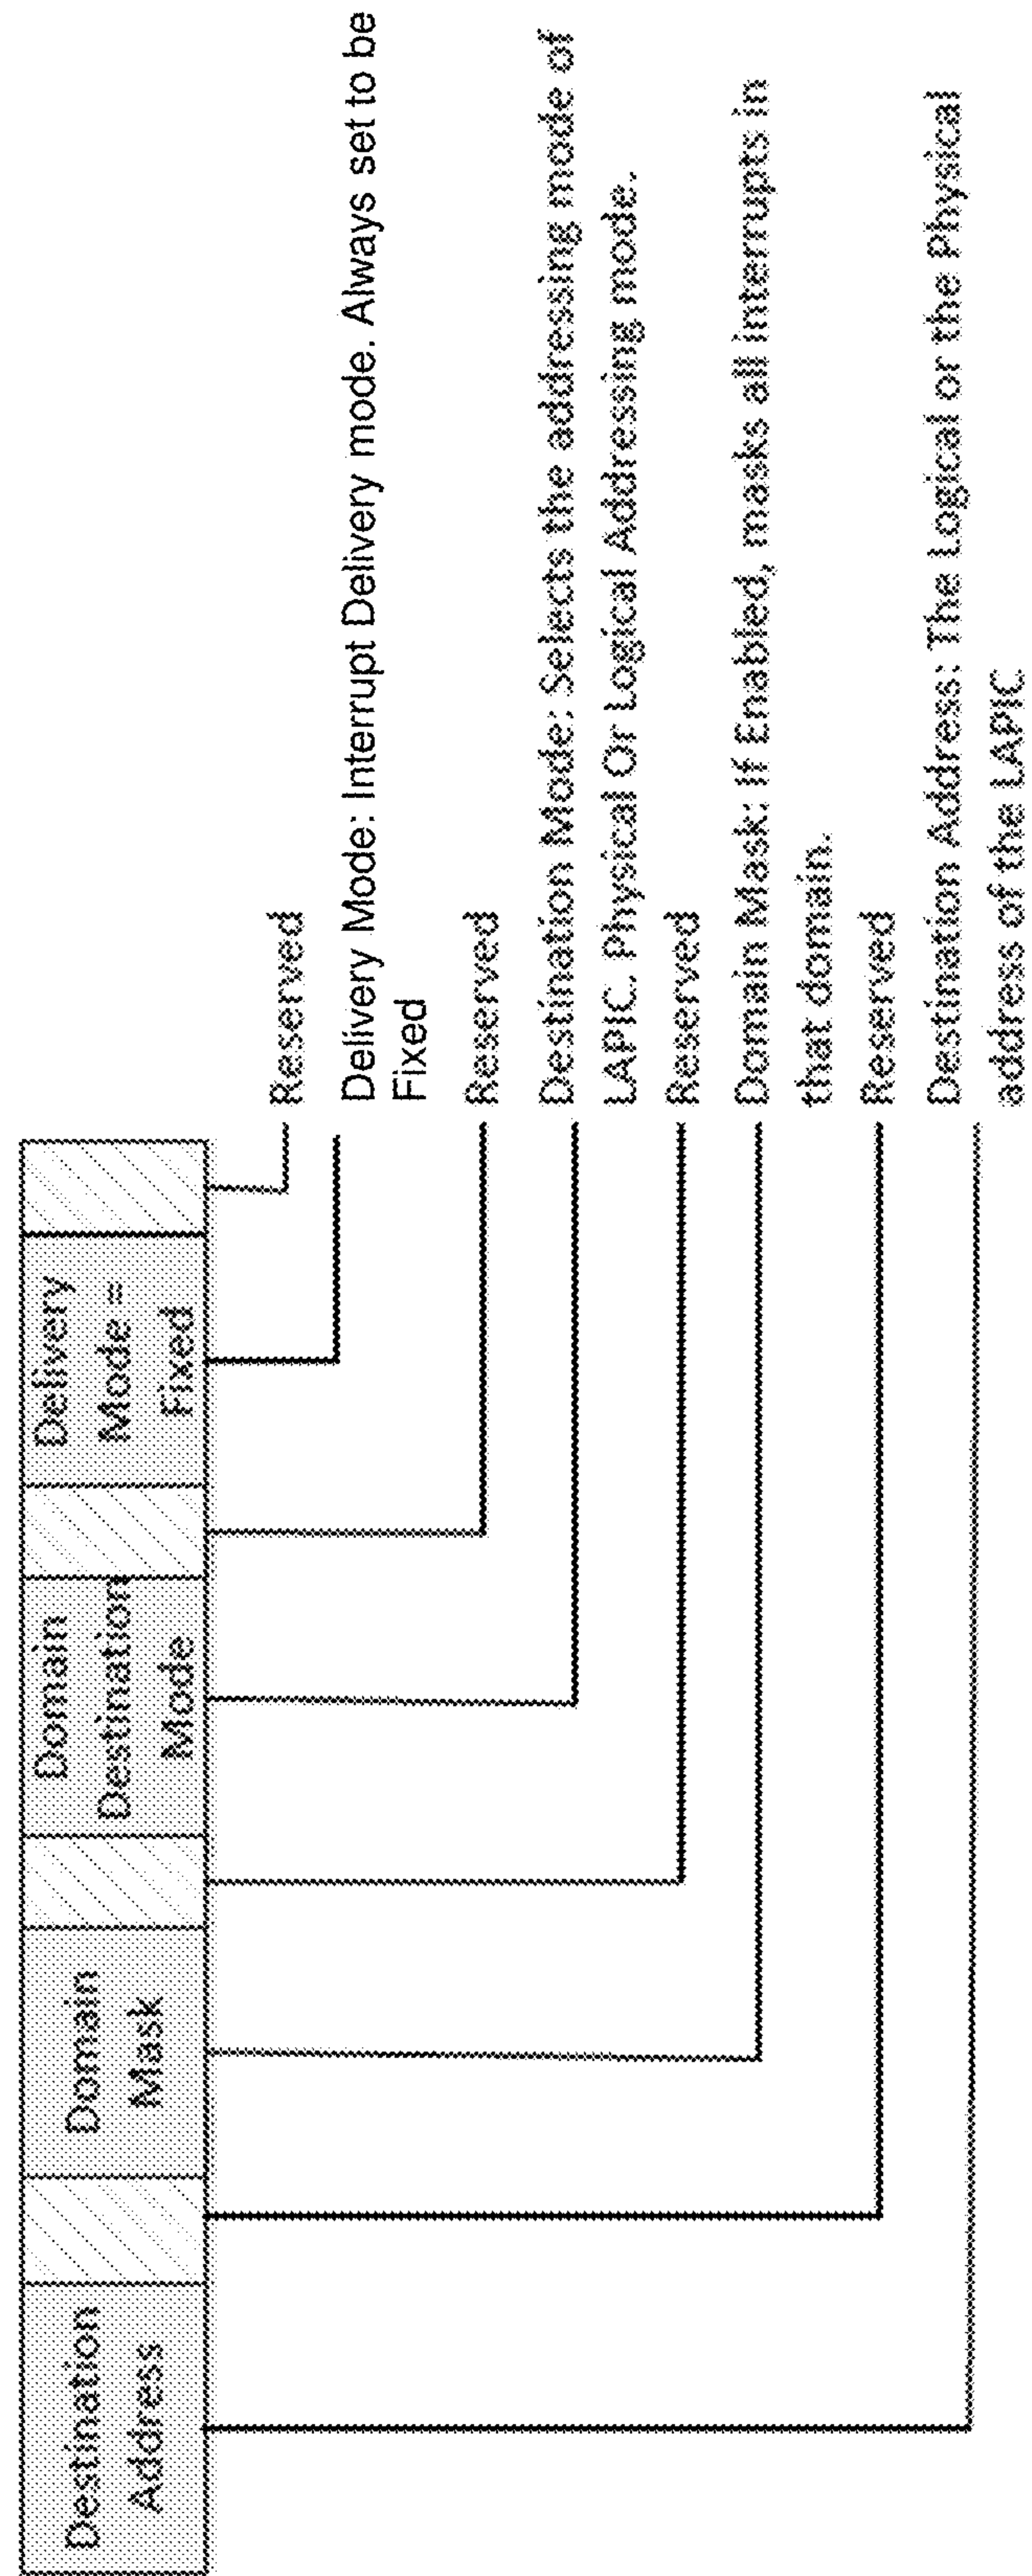 Destination
Address
Domain
Mask
Domain
Destination
Mode
Delivery
Mode =
Fixed
Reserved
Delivery Mode: Interrupt Delivery mode. Always set to be
Fixed
Reserved
Destination Mode: Selects the addressing mode of
LAPIC. Physical Or Logical Addressing mode.
Reserved
Domain Mask: If Enabled, masks all interrupts in
that domain.
Reserved
Destination Address: The Logical or the Physical
address of the LAPIC